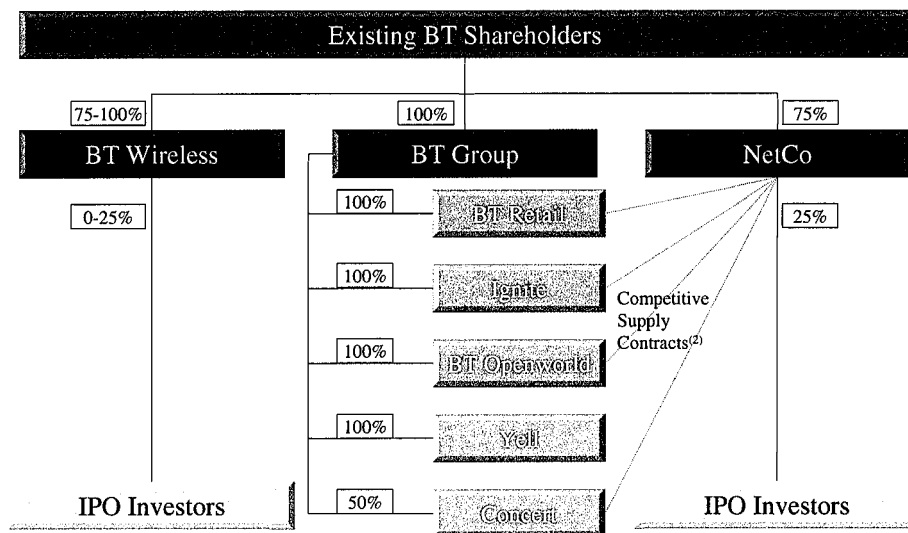 Existing BT Shareholders
75-100%
100%
75%
BT Wireless
BT Group
NetCo
0-25%
100%
BT Retail
25%
100%
Ignite
Competitive
Supply
Contracts(2)
100%
BT Openworld
100%
Yell
IPO Investors
50%
Concert
IPO Investors